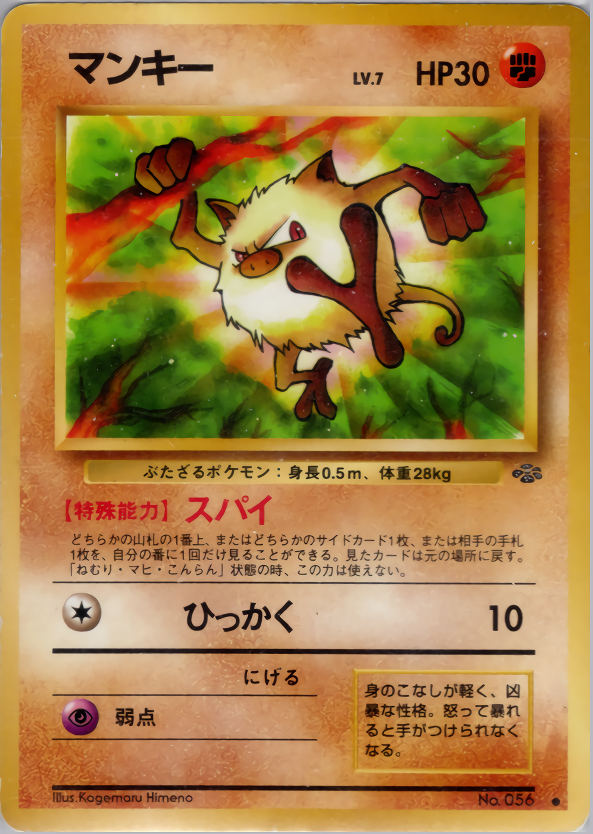 マンキー LV.7 HP30
ぶたざるポケモン:身長0.5m、体重28kg
【特殊能力】スパイ
どちらかの山札の1番上、またはどちらかのサイドカード1枚、または相手の手札
1枚を、自分の番に1回だけ見ることができる。見たカードは元の場所に戻す。
「ねむり・マヒ・こんらん」状態の時、この力は使えない。
ひっかく 10
にげる
弱点
身のこなしが軽く、凶
暴な性格。怒って暴れ
ると手がつけられなく
なる。
Illus.Kagemaru Himeno No. 056 ●